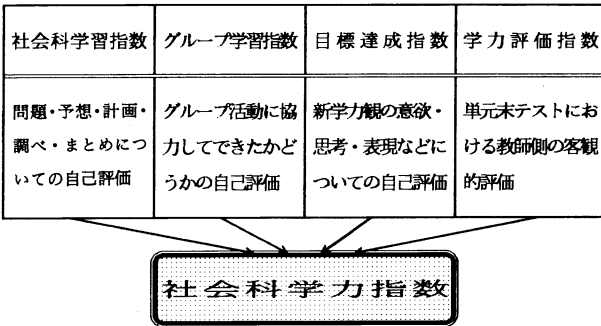 社会科学習指数
グループ学習指数
目標達成指数
学力評価指数
問題・予想・計画・
調べ・まとめにつ
いての自己評価
グループ活動に協
力してできたかど
うかの自己評価
新学力観の意欲・
思考・表現などに
ついての自己評価
単元末テストにお
ける教師側の客観
的評価
社会科学力指数